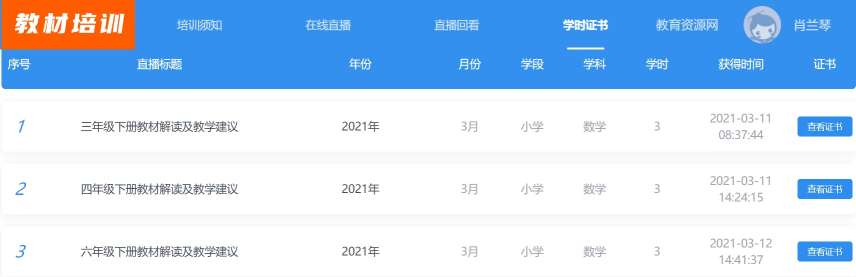 教材培训 培训须知 在线直播 直播回看 学时证书 教育资源网 肖兰琴
序号 直播标题 年份 月份 学段 学科 学时 获得时间 证书
1 三年级下册教材解读及教学建议 2021年 3月 小学 数学 3 2021-03-11 08:37:44 查看证书
2 四年级下册教材解读及教学建议 2021年 3月 小学 数学 3 2021-03-11 14:24:15 查看证书
3 六年级下册教材解读及教学建议 2021年 3月 小学 数学 3 2021-03-12 14:41:37 查看证书